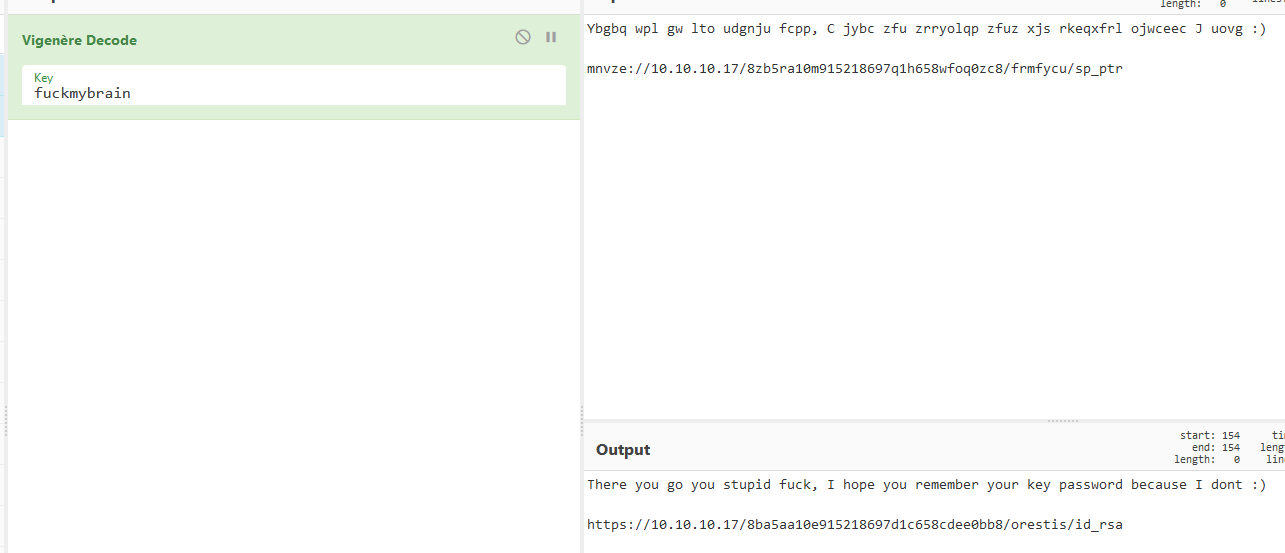 length: 0
Vigenère Decode
Key
fuckmybrain
Ybgbq wpl gw lto udgnju fcpp, C jybc zfu zrryolqp zfuz xjs rkeqxfrl ojwceec J uovg :)
mnvze://10.10.10.17/8zb5ra10m915218697q1h658wfoq0zc8/frmfycu/sp_ptr
Output
start: 154
end: 154
length: 0
There you go you stupid fuck, I hope you remember your key password because I dont :)
https://10.10.10.17/8ba5aa10e915218697d1c658cdee0bb8/orestis/id_rsa